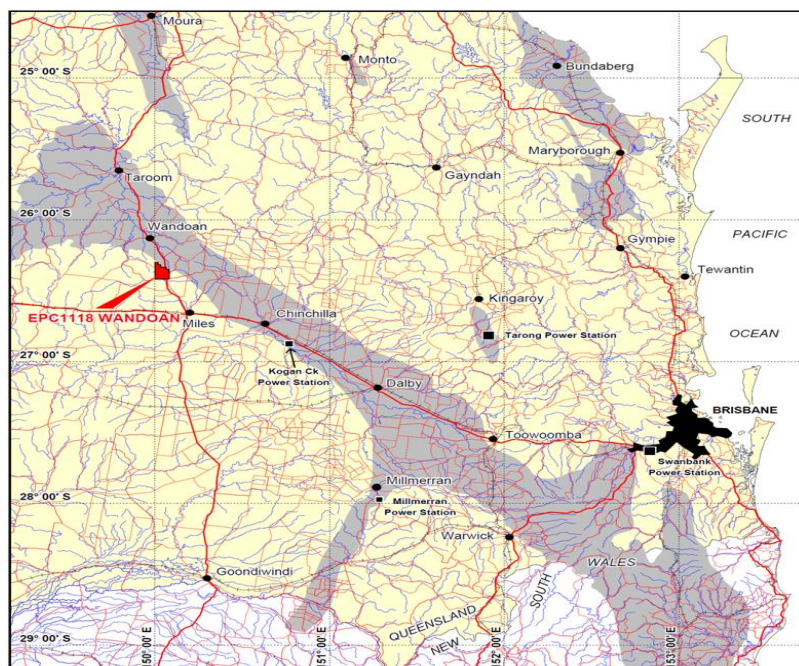 Moura
Monto
Bundaberg
25° 00' S
SOUTH
Maryborough
Gayndah
Taroom
26° 00' S
Wandoan
PACIFIC
Gympie
Tewantin
EPC1118 WANDOAN
Kingaroy
Miles
Chinchilla
OCEAN
Tarong Power Station
27° 00' S
Kogan Ck
Power Station
Dalby
BRISBANE
Toowoomba
Swanbank
Power Station
Millmerran
28° 00' S
Millmerran
Power Station
Warwick
WALES
Goondiwindi
SOUTH
QUEENSLAND
NEW
29° 00' S
150° 00' E
151° 00' E
152° 00' E
153° 00' E